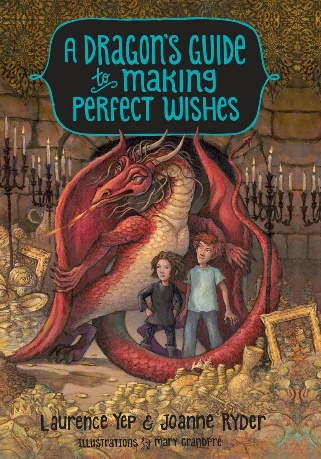 A DRAGON'S GUIDE
to MAKING
PERFECT WISHES
LAURENCE YEP & JOANNE RYDER
ILLUSTRATIONS by MARY GRANDPRÉ